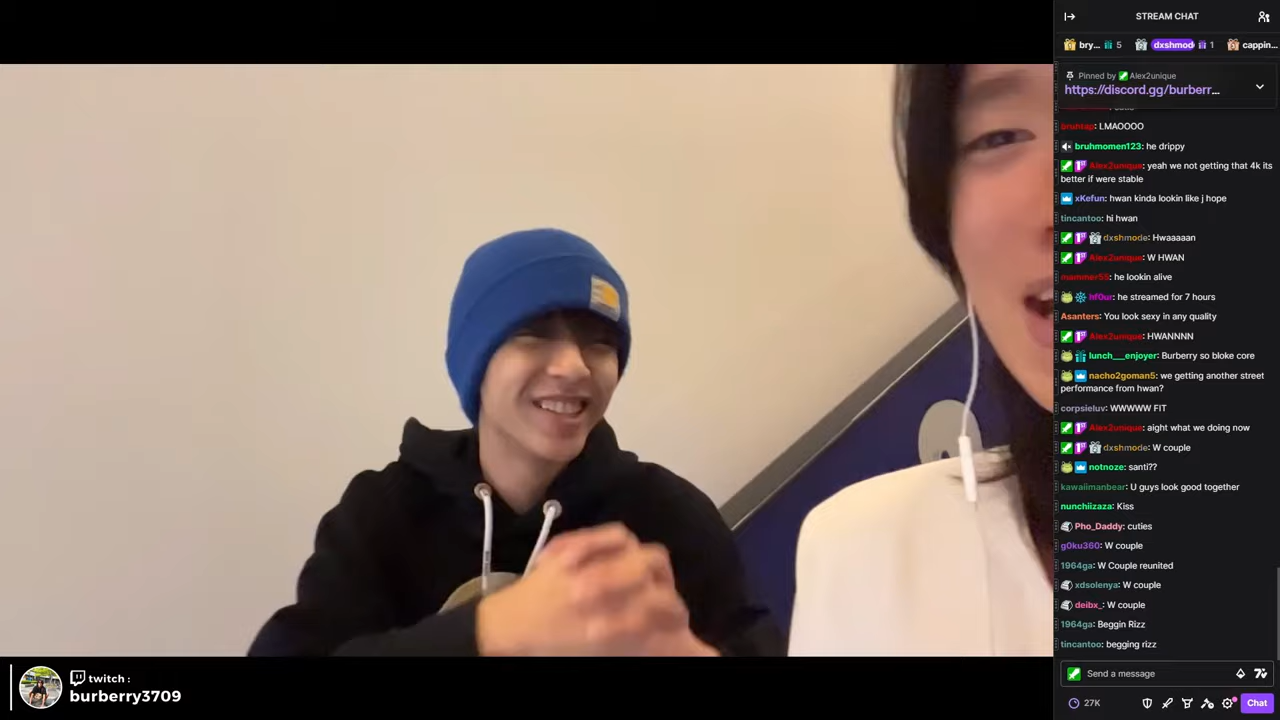 STREAM CHAT
bry... 5 dxshmod 1 cappin...
Pinned by Alex2unique
https://discord.gg/burberr...
bruhtap: LMAOOOO
bruhmomen123: he drippy
Alex2unique: yeah we not getting that 4k its
better if were stable
xKefun: hwan kinda lookin like j hope
tincantoo: hi hwan
dxshmode: Hwaaaaan
Alex2unique: W HWAN
mammer55: he lookin alive
hf0ur: he streamed for 7 hours
Asanters: You look sexy in any quality
Alex2unique: HWANNNN
lunch___enjoyer: Burberry so bloke core
nacho2goman5: we getting another street
performance from hwan?
corpsieluv: WWWWW FIT
Alex2unique: aight what we doing now
dxshmode: W couple
notnoze: santi??
kawaiimanbear: U guys look good together
nunchiizaza: Kiss
Pho_Daddy: cuties
g0ku360: W couple
1964ga: W Couple reunited
xdsolenya: W couple
deibx_: W couple
1964ga: Beggin Rizz
tincantoo: begging rizz
Send a message
27K
Chat
twitch :
burberry3709